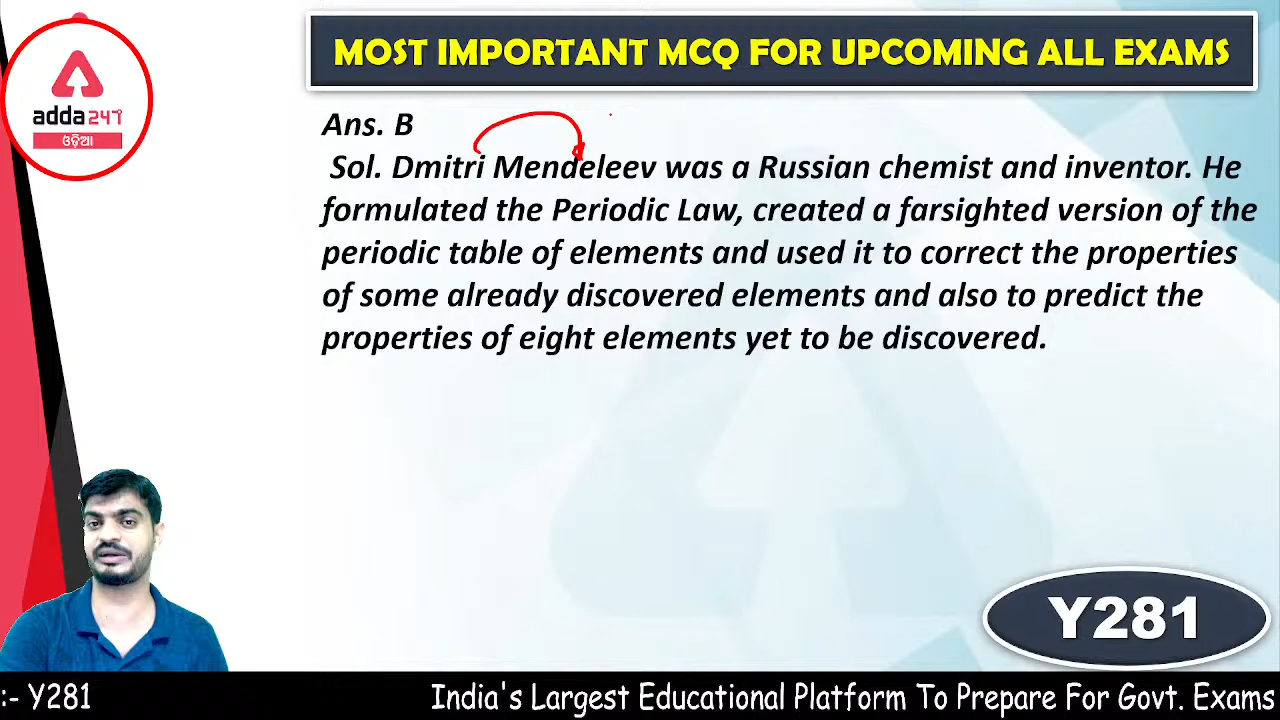 MOST IMPORTANT MCQ FOR UPCOMING ALL EXAMS
adda247
ଓଡ଼ିଆ
Ans. B
Sol. Dmitri Mendeleev was a Russian chemist and inventor. He
formulated the Periodic Law, created a farsighted version of the
periodic table of elements and used it to correct the properties
of some already discovered elements and also to predict the
properties of eight elements yet to be discovered.
Y281
:- Y281
India's Largest Educational Platform To Prepare For Govt. Exams